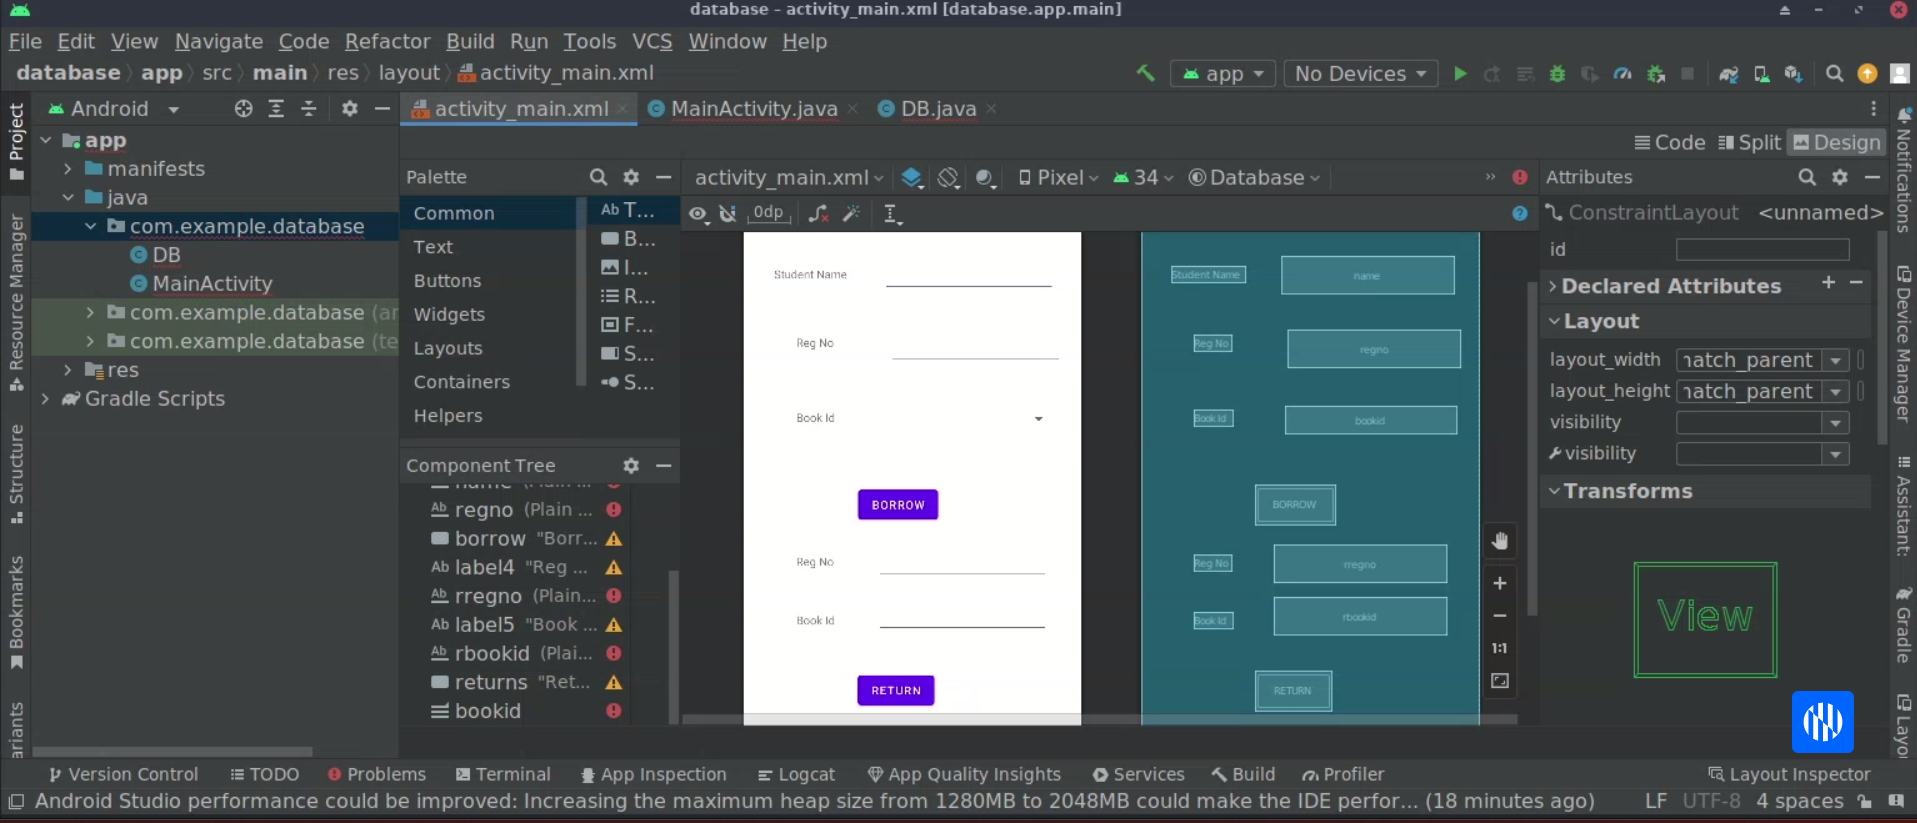 database - activity_main.xml [database.app.main]
File Edit View Navigate Code Refactor Build Run Tools VCS Window Help
database app src main res layout activity_main.xml
app
No Devices
Project
Resource Manager
Structure
Bookmarks
Android
app
manifests
java
com.example.database
DB
MainActivity
com.example.database (ar
com.example.database (te
res
Gradle Scripts
activity_main.xml MainActivity.java DB.java
Code Split Design
Palette
Common
Text
Buttons
Widgets
Layouts
Containers
Helpers
Ab T...
B...
I...
R...
F...
S...
S...
Component Tree
Ab regno (Plain ...
borrow "Borr...
Ab label4 "Reg ...
Ab rregno (Plain...
Ab label5 "Book ...
Ab rbookid (Plai...
returns "Ret...
bookid
activity_main.xml Pixel 34 Database
0dp
Student Name
Reg No
Book Id
BORROW
Reg No
Book Id
RETURN
Student Name name
Reg No regno
Book Id bookid
BORROW
Reg No rregno
Book Id rbookid
RETURN
1:1
Attributes
ConstraintLayout <unnamed>
id
Declared Attributes
Layout
layout_width match_parent
layout_height match_parent
visibility
visibility
Transforms
View
Notifications
Device Manager
Assistant:
Gradle
Version Control TODO Problems Terminal App Inspection Logcat App Quality Insights Services Build Profiler Layout Inspector
Android Studio performance could be improved: Increasing the maximum heap size from 1280MB to 2048MB could make the IDE perfor... (18 minutes ago) LF UTF-8 4 spaces